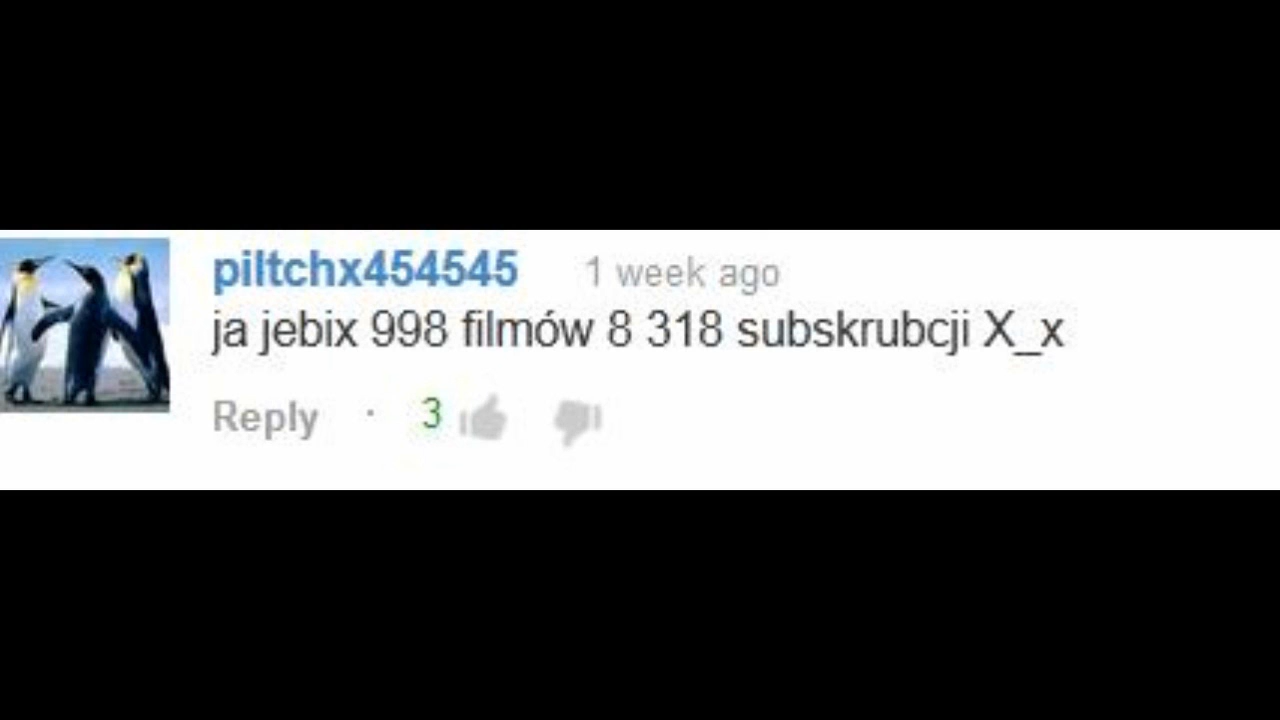 piltchx454545 1 week ago
ja jebix 998 filmów 8 318 subskrubcji X_x
Reply · 3